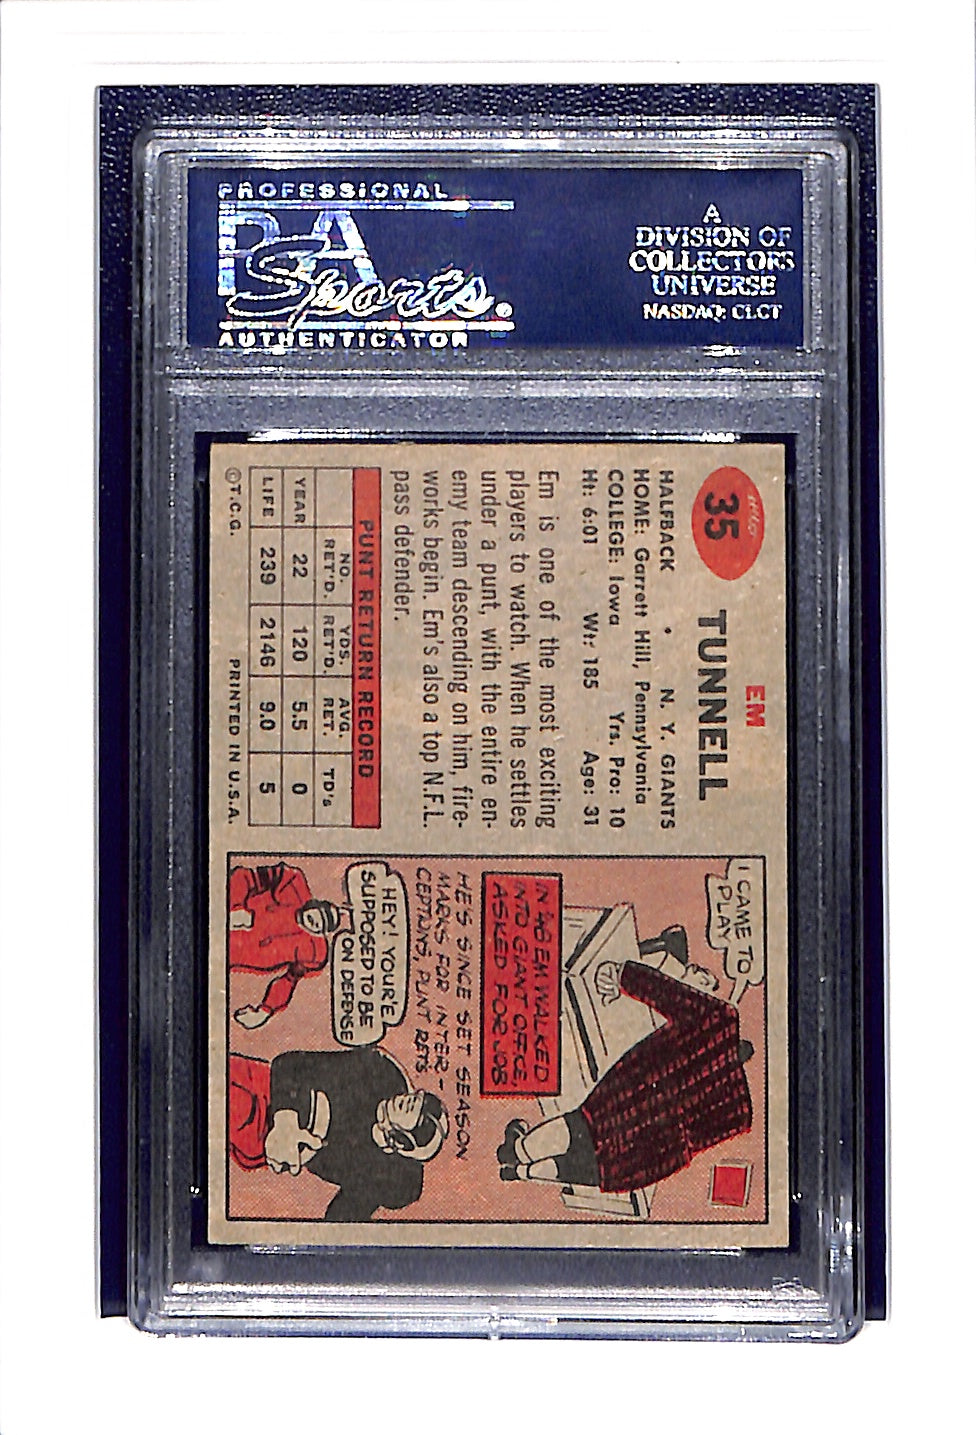 PROFESSIONAL
PSA
Sports
AUTHENTICATOR
A
DIVISION OF
COLLECTORS
UNIVERSE
NASDAQ: CLCT
35
EM
TUNNELL
HALFBACK • N. Y. GIANTS
HOME: Garrett Hill, Pennsylvania
COLLEGE: Iowa Yrs. Pro: 10
Ht: 6:01 Wt: 185 Age: 31
Em is one of the most exciting
players to watch. When he settles
under a punt, with the entire en-
emy team descending on him, fire-
works begin. Em's also a top N.F.L.
pass defender.
PUNT RETURN RECORD
NO. YDS. AVG.
RET'D. RET'D. RET. TD's
YEAR 22 120 5.5 0
LIFE 239 2146 9.0 5
©T.C.G. PRINTED IN U.S.A.
I CAME TO
PLAY
IN '46 EM WALKED
INTO GIANT OFFICE,
ASKED FOR JOB
HE'S SINCE SET SEASON
MARKS FOR INTER-
CEPTIONS, PUNT RETS
HEY! YOUR'E
SUPPOSED TO BE
ON DEFENSE